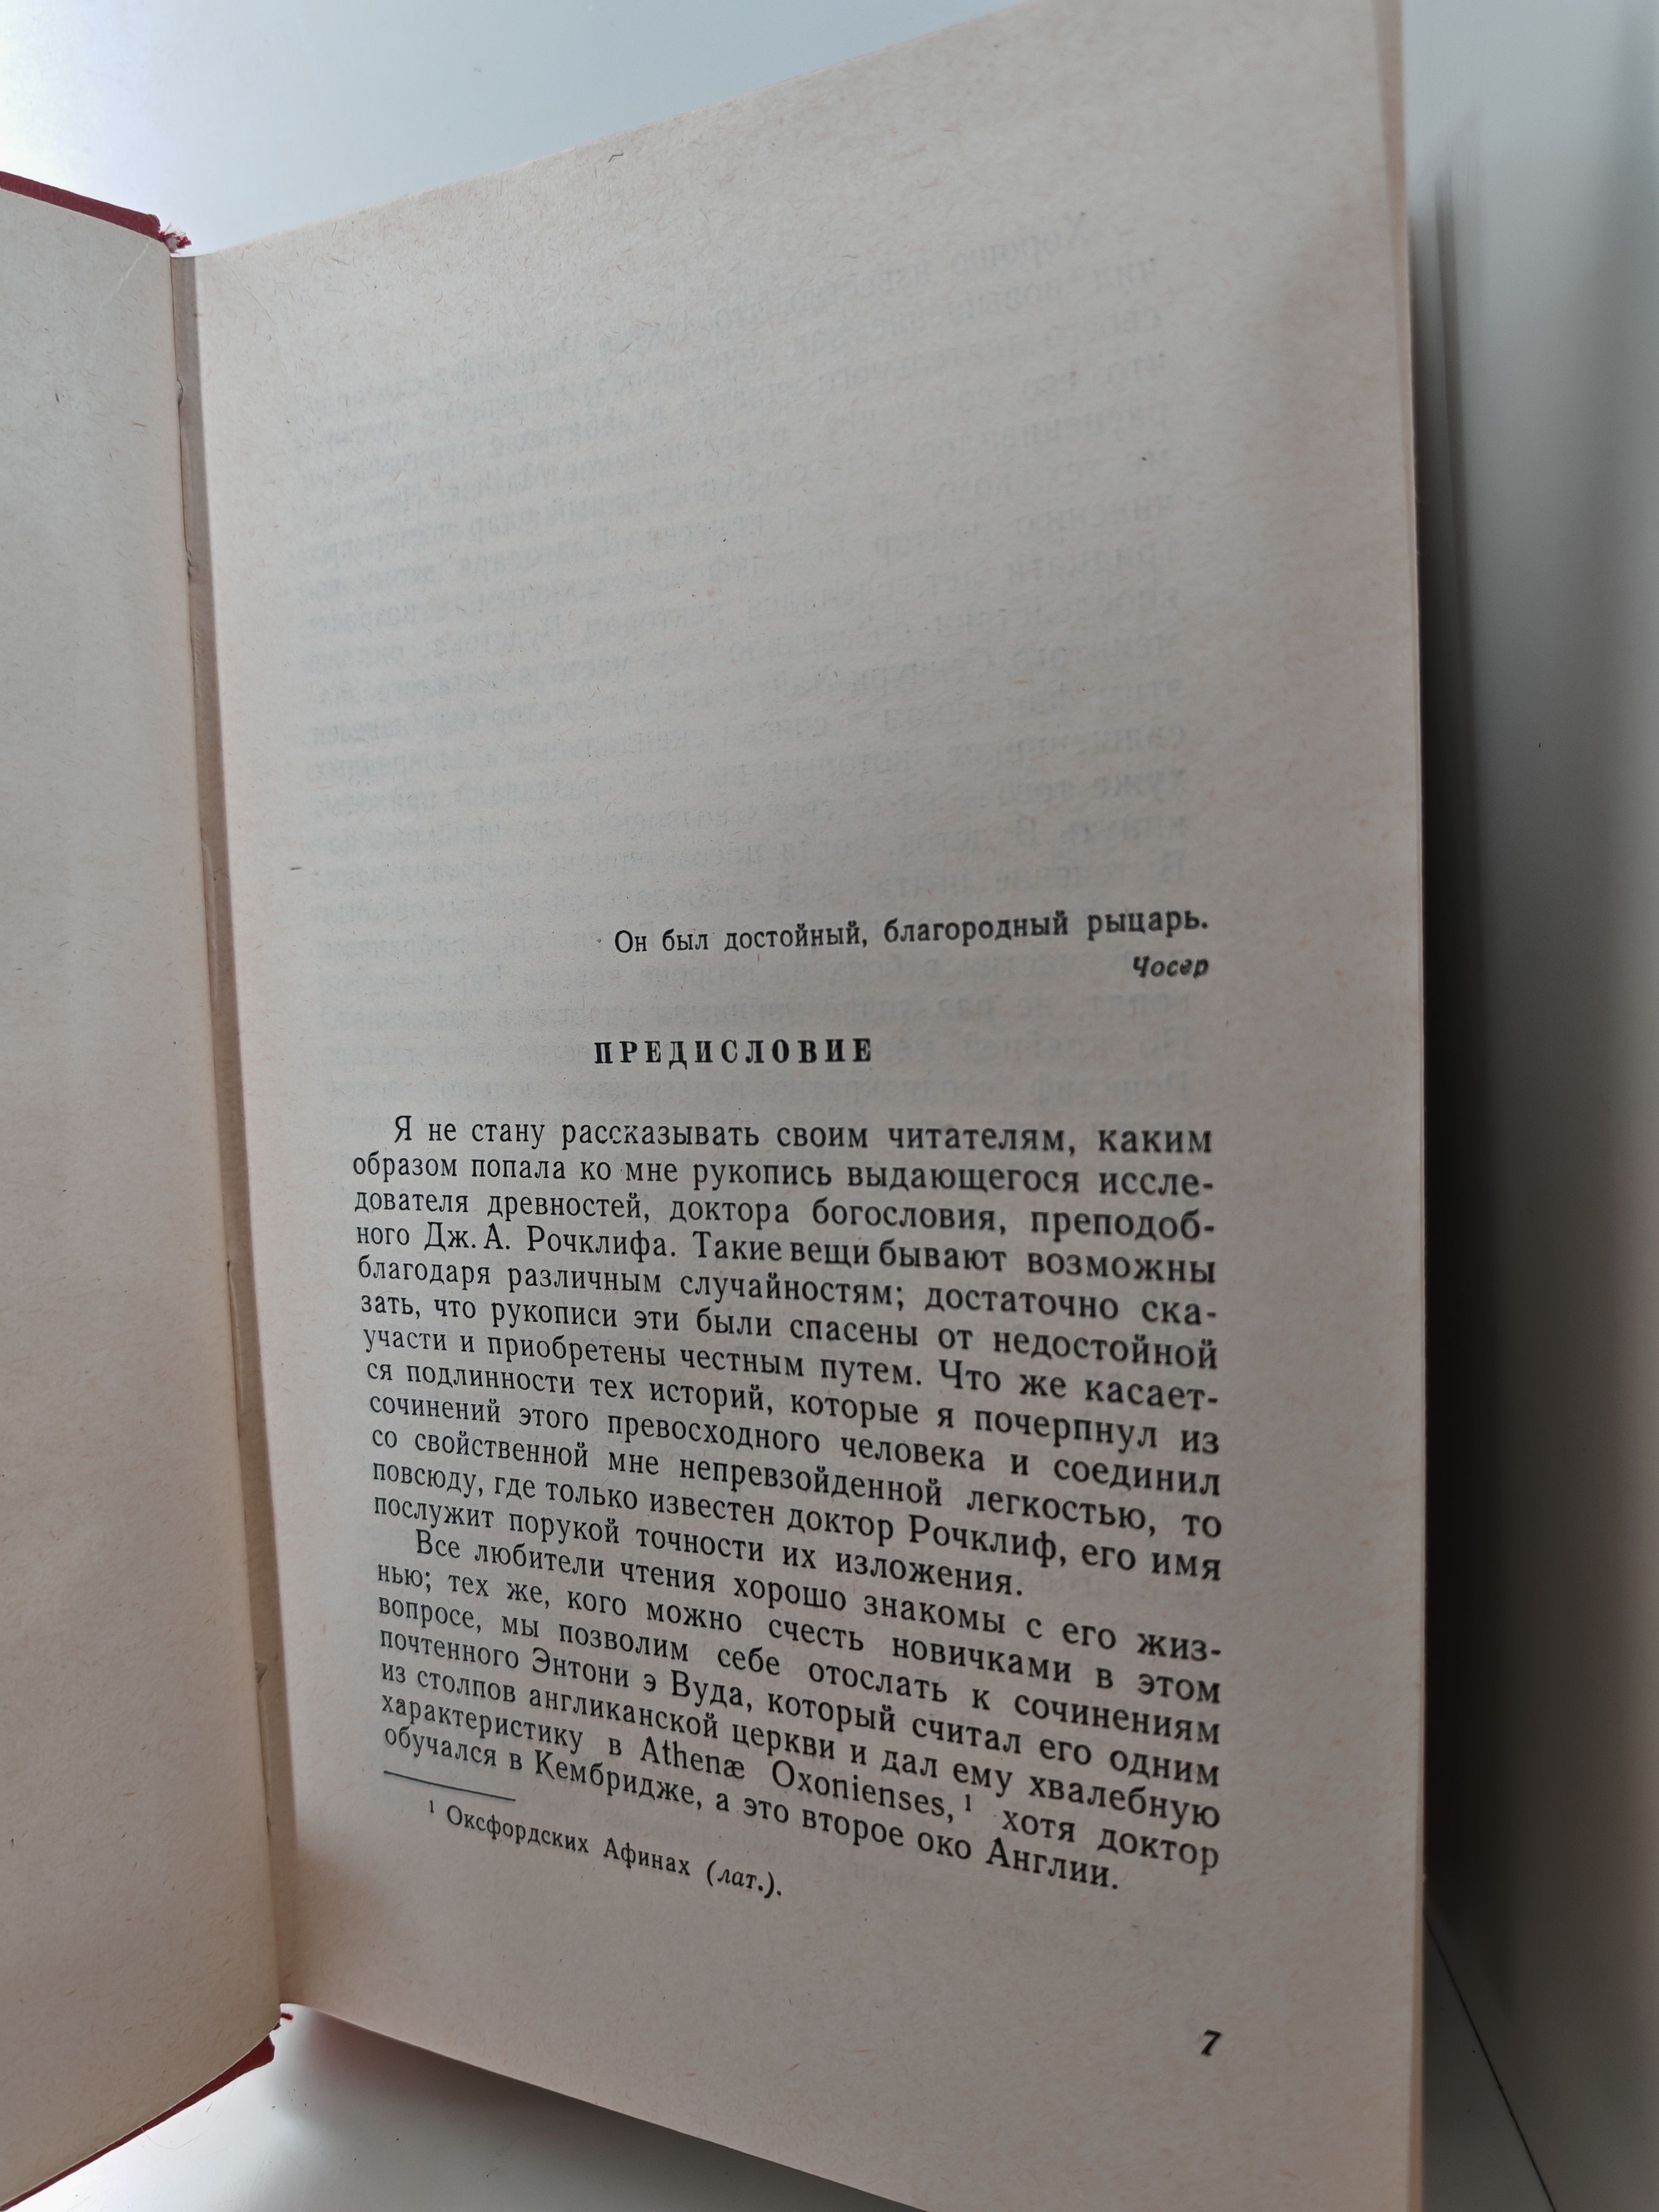 Он был достойный, благородный рыцарь.
Чосер
ПРЕДИСЛОВИЕ
Я не стану рассказывать своим читателям, каким
образом попала ко мне рукопись выдающегося иссле-
дователя древностей, доктора богословия, преподоб-
ного Дж. А. Рочклифа. Такие вещи бывают возможны
благодаря различным случайностям; достаточно ска-
зать, что рукописи эти были спасены от недостойной
участи и приобретены честным путем. Что же касает-
ся подлинности тех историй, которые я почерпнул из
сочинений этого превосходного человека и соединил
со свойственной мне непревзойденной легкостью, то
повсюду, где только известен доктор Рочклиф, его имя
послужит порукой точности их изложения.
Все любители чтения хорошо знакомы с его жиз-
нью; тех же, кого можно счесть новичками в этом
вопросе, мы позволим себе отослать к сочинениям
почтенного Энтони э Вуда, который считал его одним
из столпов англиканской церкви и дал ему хвалебную
характеристику в Athenæ Oxonienses,¹ хотя доктор
обучался в Кембридже, а это второе око Англии.
¹ Оксфордских Афинах (лат.).
7